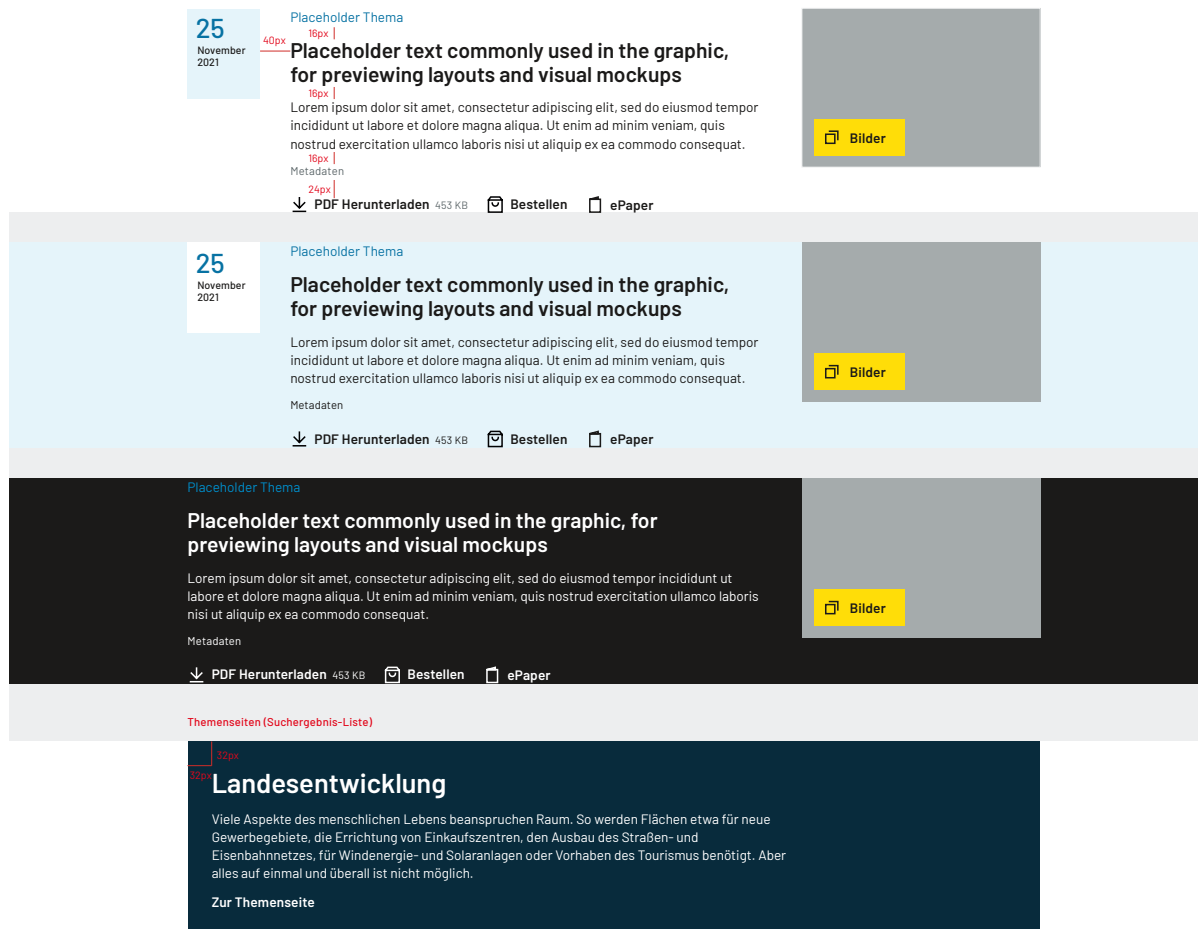 25
November
2021
40px
Placeholder Thema
16px
Placeholder text commonly used in the graphic,
for previewing layouts and visual mockups
16px
Lorem ipsum dolor sit amet, consectetur adipiscing elit, sed do eiusmod tempor
incididunt ut labore et dolore magna aliqua. Ut enim ad minim veniam, quis
nostrud exercitation ullamco laboris nisi ut aliquip ex ea commodo consequat.
16px
Metadaten
24px
PDF Herunterladen 453 KB Bestellen ePaper
Bilder
25
November
2021
Placeholder Thema
Placeholder text commonly used in the graphic,
for previewing layouts and visual mockups
Lorem ipsum dolor sit amet, consectetur adipiscing elit, sed do eiusmod tempor
incididunt ut labore et dolore magna aliqua. Ut enim ad minim veniam, quis
nostrud exercitation ullamco laboris nisi ut aliquip ex ea commodo consequat.
Metadaten
PDF Herunterladen 453 KB Bestellen ePaper
Bilder
Placeholder Thema
Placeholder text commonly used in the graphic, for
previewing layouts and visual mockups
Lorem ipsum dolor sit amet, consectetur adipiscing elit, sed do eiusmod tempor incididunt ut
labore et dolore magna aliqua. Ut enim ad minim veniam, quis nostrud exercitation ullamco laboris
nisi ut aliquip ex ea commodo consequat.
Metadaten
PDF Herunterladen 453 KB Bestellen ePaper
Bilder
Themenseiten (Suchergebnis-Liste)
32px
32px
Landesentwicklung
Viele Aspekte des menschlichen Lebens beanspruchen Raum. So werden Flächen etwa für neue
Gewerbegebiete, die Errichtung von Einkaufszentren, den Ausbau des Straßen- und
Eisenbahnnetzes, für Windenergie- und Solaranlagen oder Vorhaben des Tourismus benötigt. Aber
alles auf einmal und überall ist nicht möglich.
Zur Themenseite